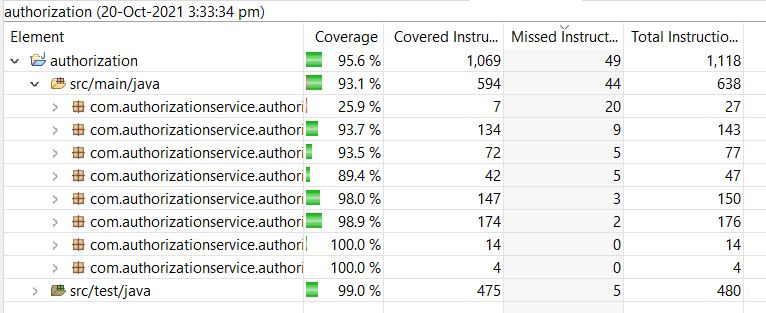 authorization (20-Oct-2021 3:33:34 pm)
Element Coverage Covered Instru... Missed Instruct... Total Instructio...
authorization 95.6 % 1,069 49 1,118
src/main/java 93.1 % 594 44 638
com.authorizationservice.authori 25.9 % 7 20 27
com.authorizationservice.authori 93.7 % 134 9 143
com.authorizationservice.authori 93.5 % 72 5 77
com.authorizationservice.authori 89.4 % 42 5 47
com.authorizationservice.authori 98.0 % 147 3 150
com.authorizationservice.authori 98.9 % 174 2 176
com.authorizationservice.authori 100.0 % 14 0 14
com.authorizationservice.authori 100.0 % 4 0 4
src/test/java 99.0 % 475 5 480